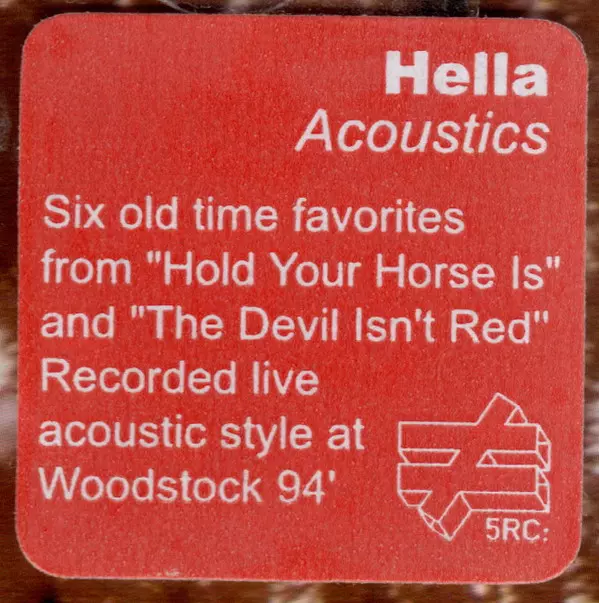 Hella
Acoustics
Six old time favorites
from "Hold Your Horse Is"
and "The Devil Isn't Red"
Recorded live
acoustic style at
Woodstock 94'
5RC: